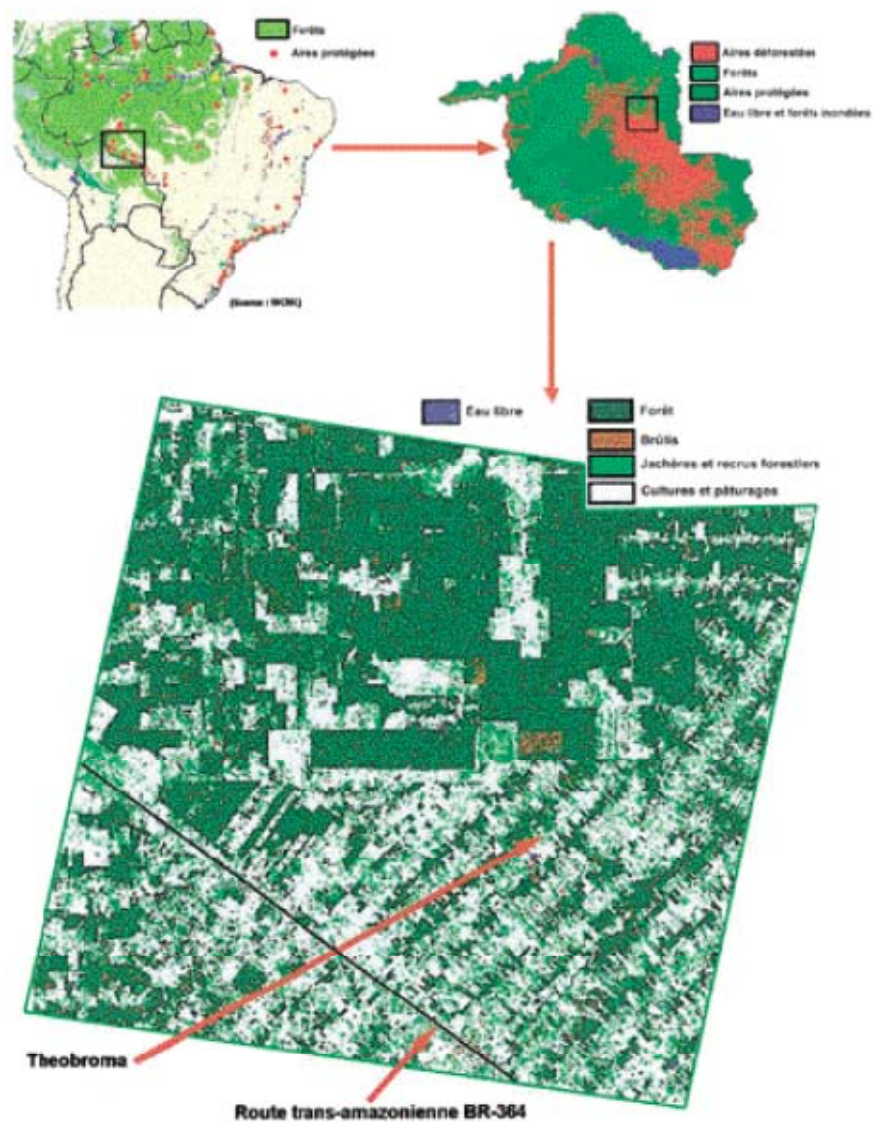 Forêts
Aires protégées
Aires déforestées
Forêts
Aires protégées
Eau libre et forêts inondées
(Source : WCMC)
Eau libre
Forêt
Brûlis
Jachères et recrus forestiers
Cultures et pâturages
Theobroma
Route trans-amazonienne BR-364